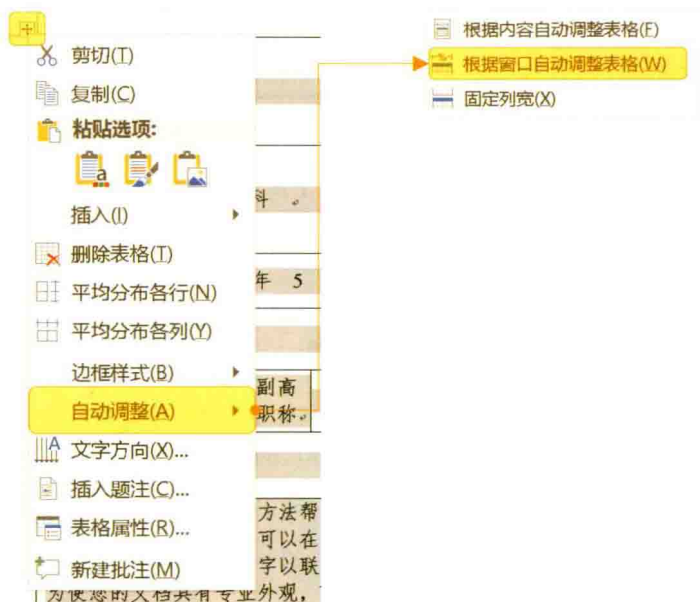 剪切(T)
复制(C)
粘贴选项:
a
插入(I)
科
删除表格(T)
年 5
平均分布各行(N)
平均分布各列(Y)
边框样式(B)
副高
自动调整(A)
职称。
A
文字方向(X)...
插入题注(C)...
方法帮
表格属性(R)...
可以在
新建批注(M)
字以联
为使您的文档具有专业外观,
根据内容自动调整表格(F)
根据窗口自动调整表格(W)
固定列宽(X)